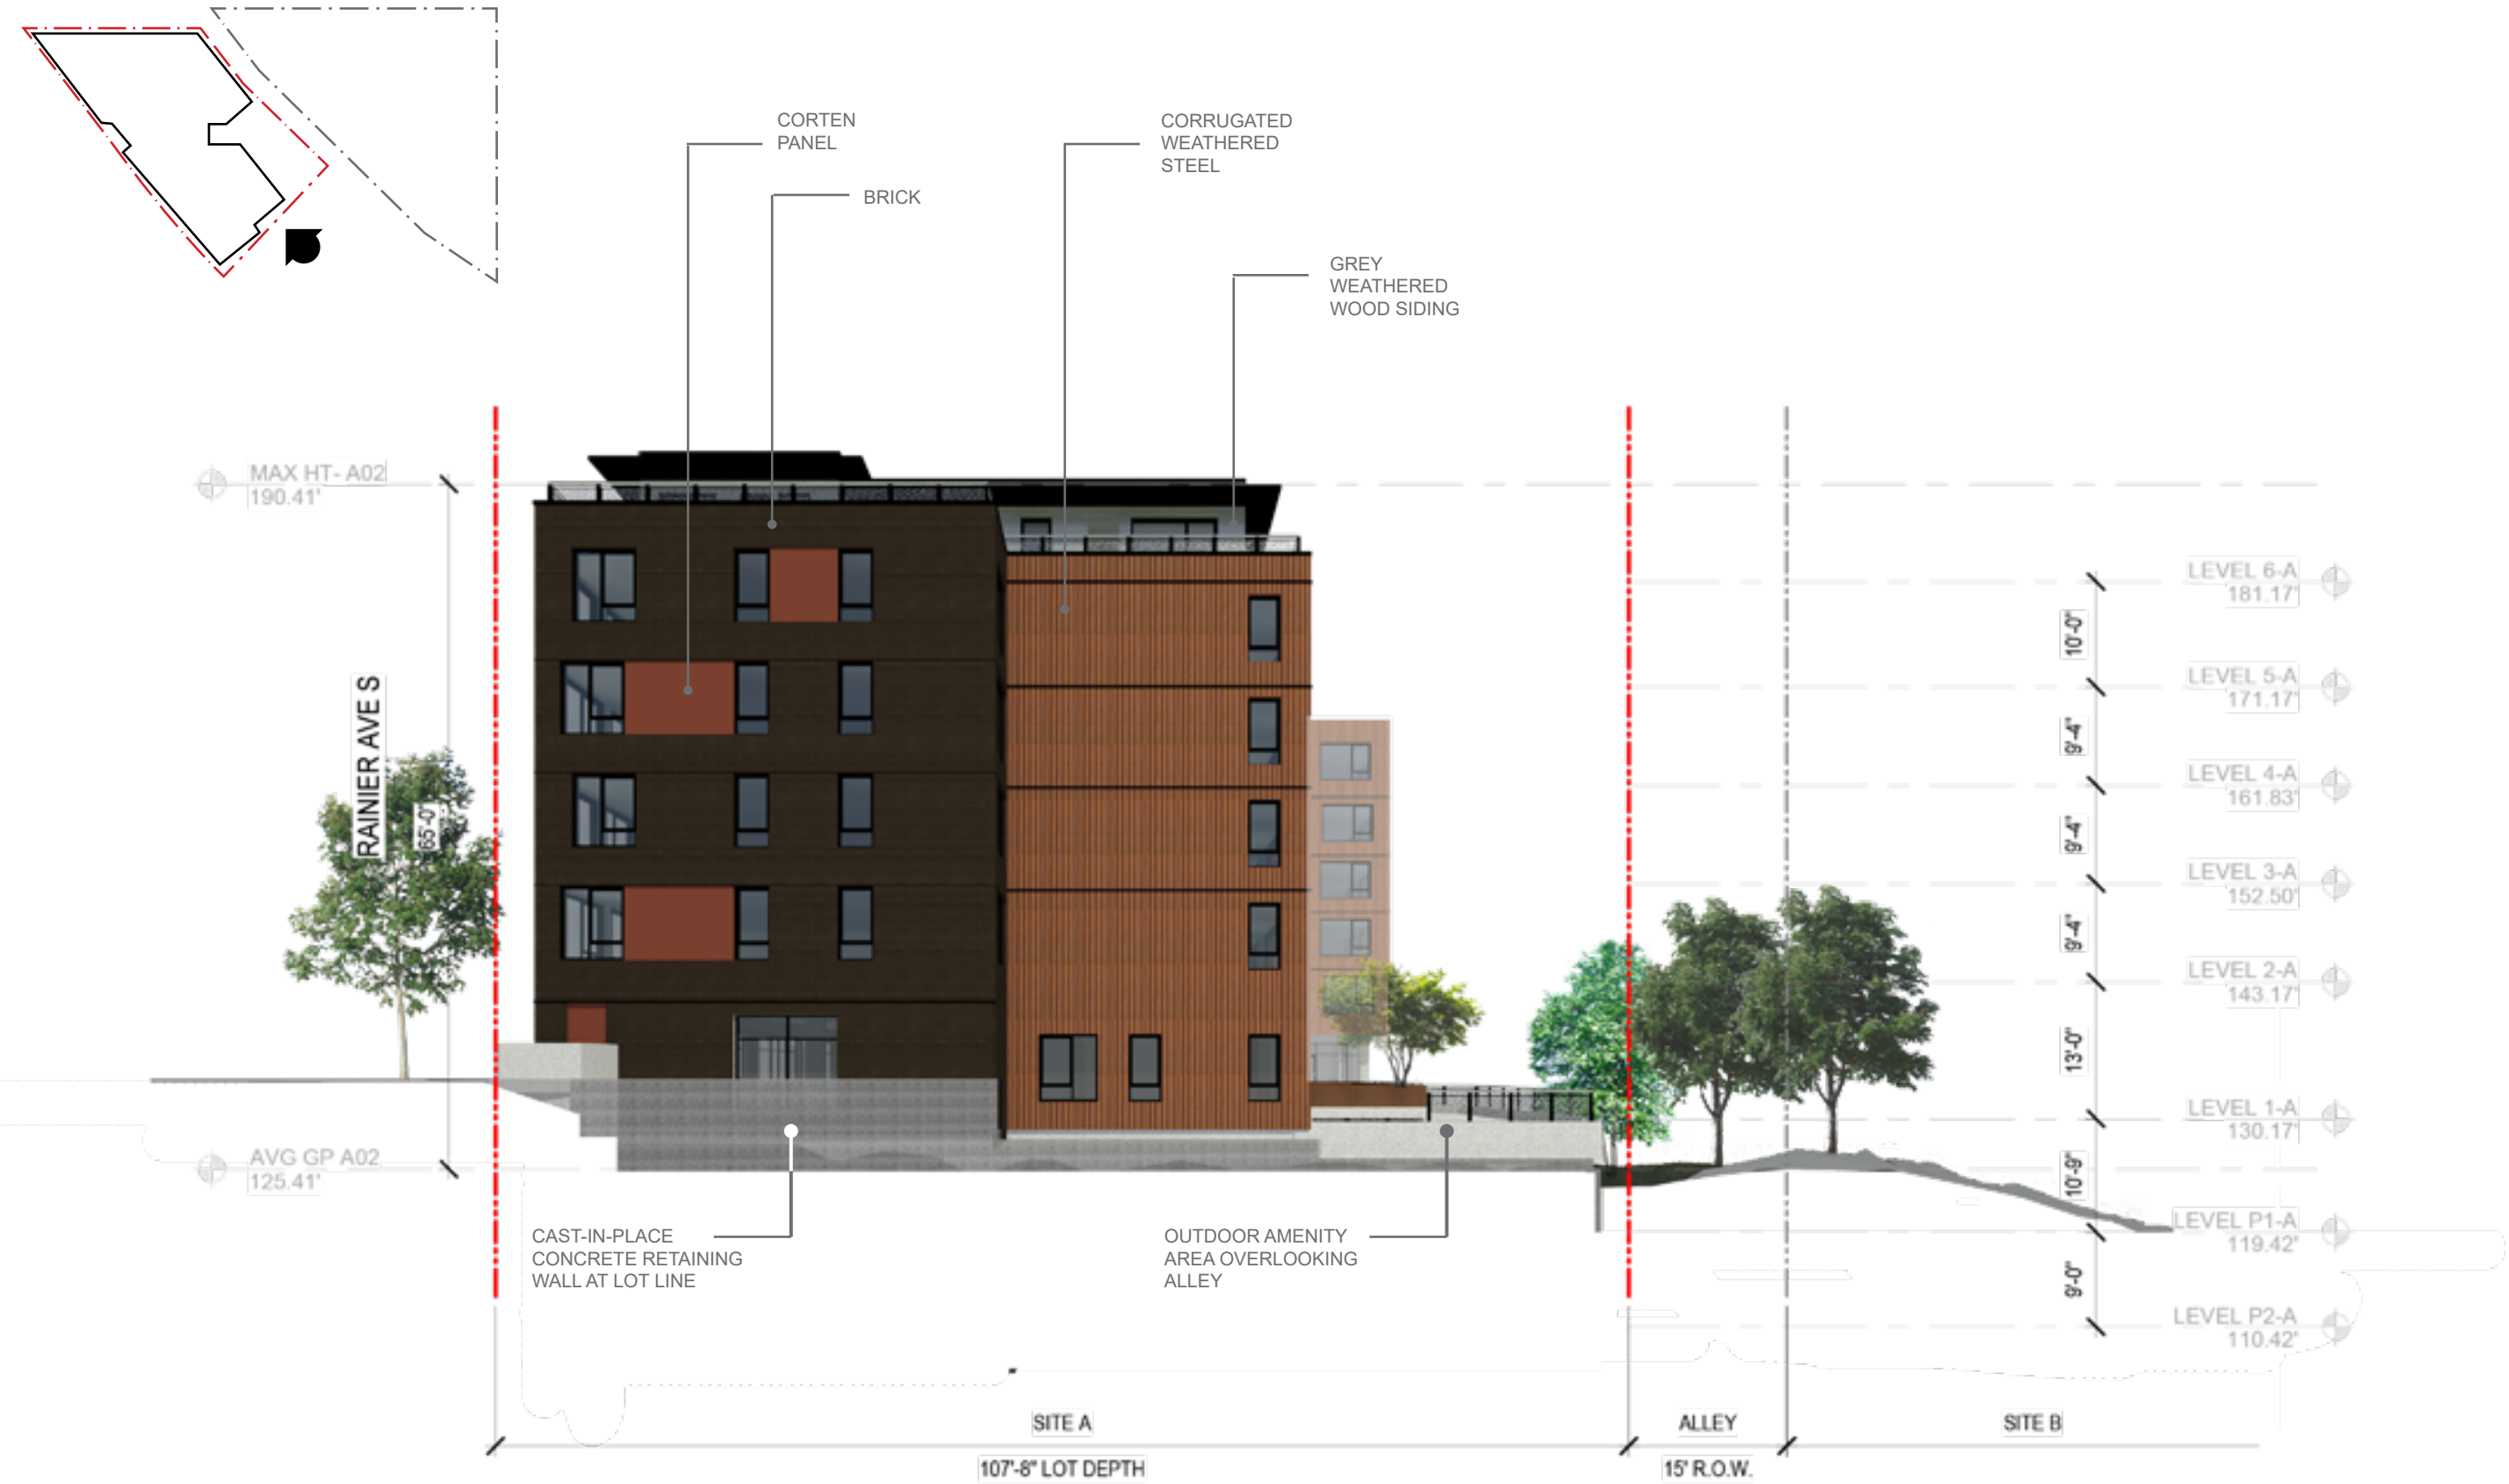 CORTEN
PANEL
BRICK
CORRUGATED
WEATHERED
STEEL
GREY
WEATHERED
WOOD SIDING
MAX HT- A02
190.41'
RAINIER AVE S
65'-0"
AVG GP A02
125.41'
LEVEL 6-A
181.17'
10'-0"
LEVEL 5-A
171.17'
9'-4"
LEVEL 4-A
161.83'
9'-4"
LEVEL 3-A
152.50'
9'-4"
LEVEL 2-A
143.17'
13'-0"
LEVEL 1-A
130.17'
10'-9"
LEVEL P1-A
119.42'
9'-0"
LEVEL P2-A
110.42'
CAST-IN-PLACE
CONCRETE RETAINING
WALL AT LOT LINE
OUTDOOR AMENITY
AREA OVERLOOKING
ALLEY
SITE A
ALLEY
SITE B
107'-8" LOT DEPTH
15' R.O.W.